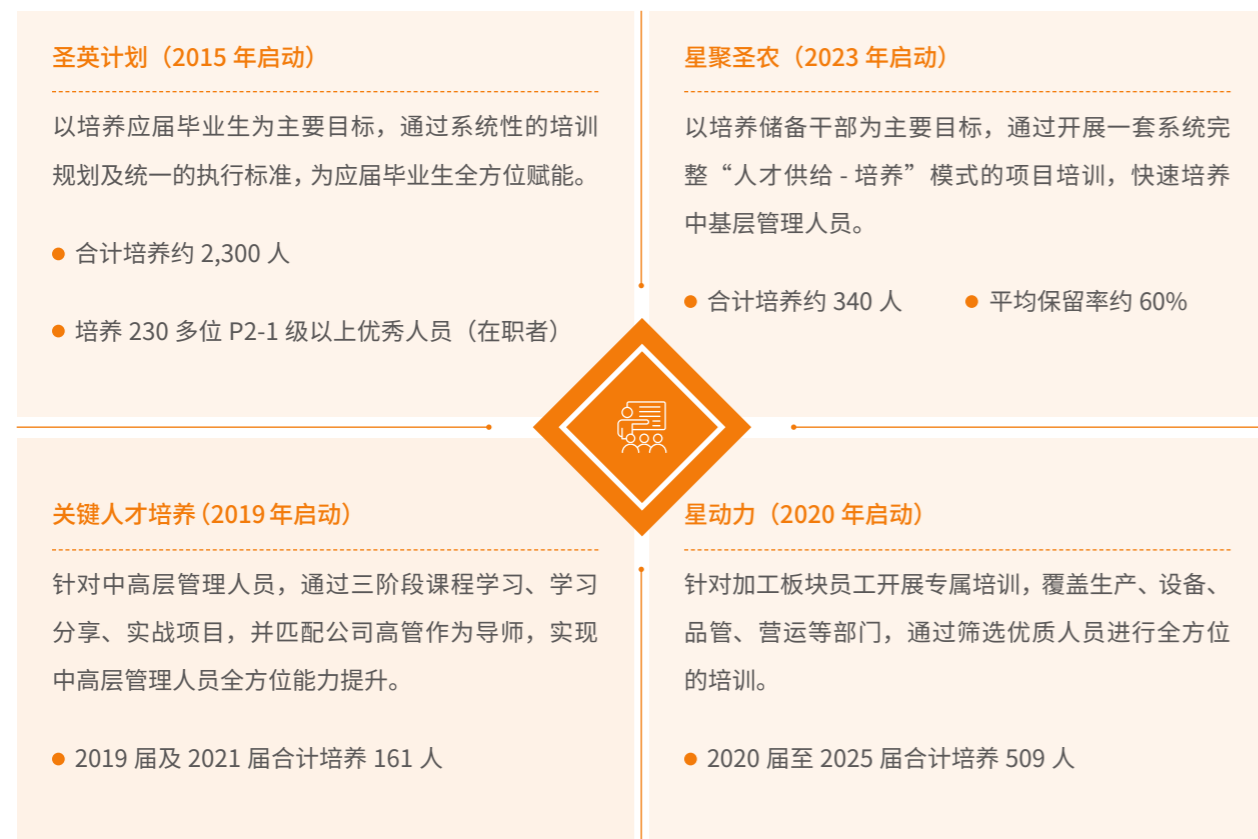 圣英计划（2015 年启动）
以培养应届毕业生为主要目标，通过系统性的培训
规划及统一的执行标准，为应届毕业生全方位赋能。
合计培养约 2,300 人
培养 230 多位 P2-1 级以上优秀人员（在职者）
星聚圣农（2023 年启动）
以培养储备干部为主要目标，通过开展一套系统完
整“人才供给 - 培养”模式的项目培训，快速培养
中基层管理人员。
合计培养约 340 人
平均保留率约 60%
关键人才培养（2019 年启动）
针对中高层管理人员，通过三阶段课程学习、学习
分享、实战项目，并匹配公司高管作为导师，实现
中高层管理人员全方位能力提升。
2019 届及 2021 届合计培养 161 人
星动力（2020 年启动）
针对加工板块员工开展专属培训，覆盖生产、设备、
品管、营运等部门，通过筛选优质人员进行全方位
的培训。
2020 届至 2025 届合计培养 509 人